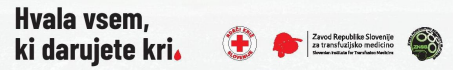 Hvala vsem,
ki darujete kri
RDEČI KRIŽ
SLOVENIJE
Zavod Republike Slovenije
za transfuzijsko medicino
Slovenian Institute for Transfusion Medicine